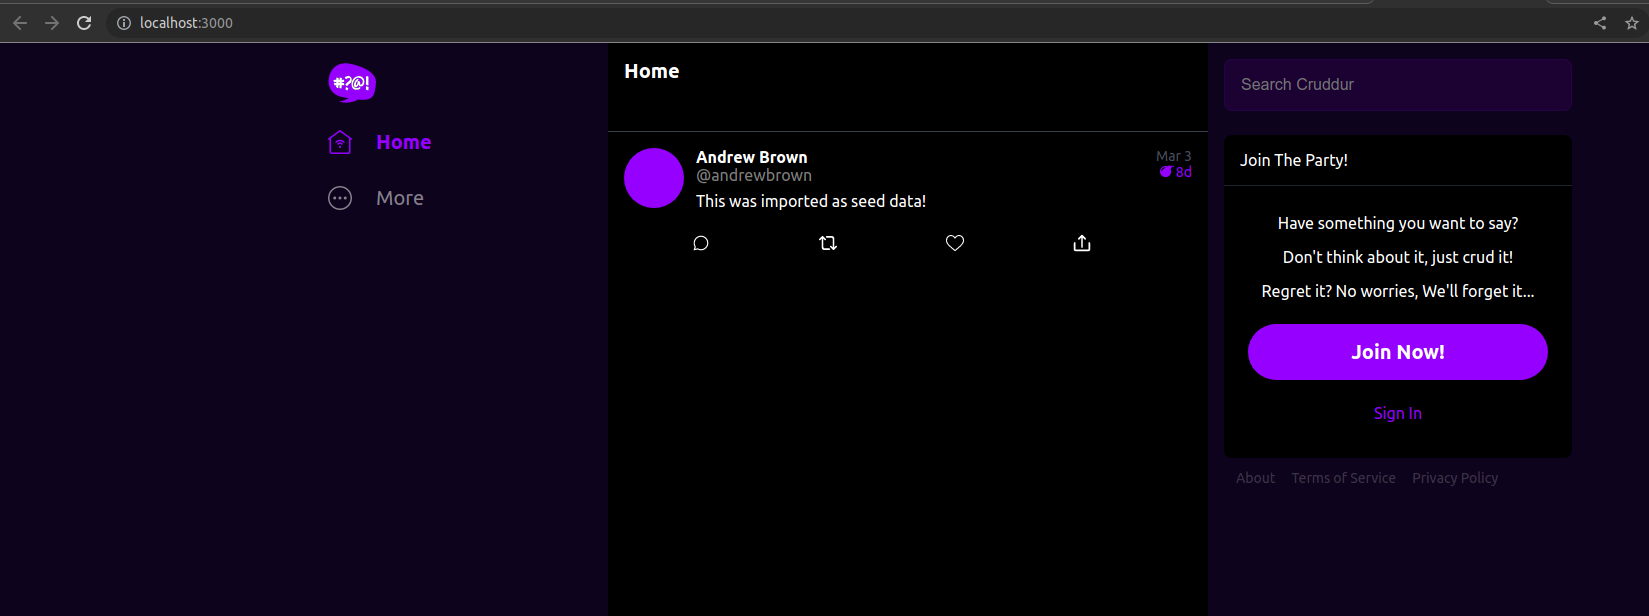 localhost:3000
#?@!
Home
More
Home
Andrew Brown
@andrewbrown
Mar 3
8d
This was imported as seed data!
Search Cruddur
Join The Party!
Have something you want to say?
Don't think about it, just crud it!
Regret it? No worries, We'll forget it...
Join Now!
Sign In
About Terms of Service Privacy Policy